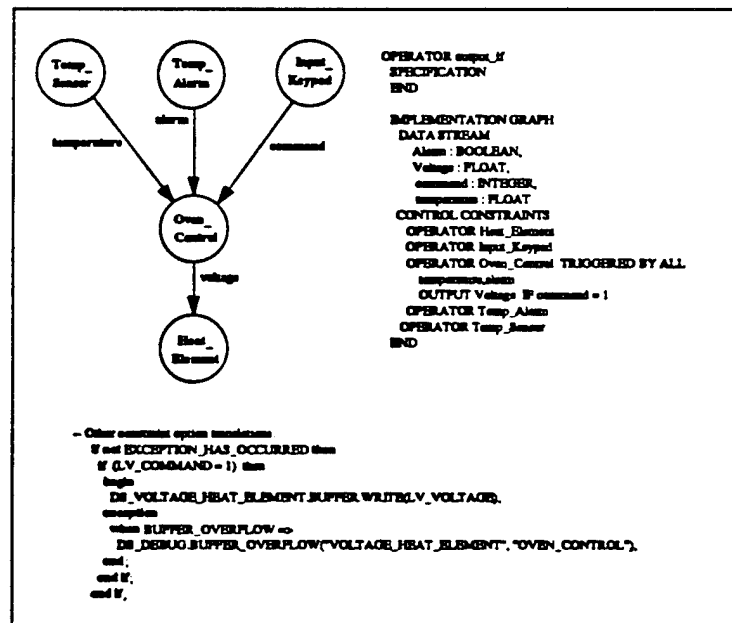 Temp_
Sensor
Temp_
Alarm
Input_
Keypad
temperature
alarm
command
Oven_
Control
voltage
Heat_
Element
OPERATOR output_if
SPECIFICATION
END
IMPLEMENTATION GRAPH
DATA STREAM
Alarm : BOOLEAN,
Voltage : FLOAT,
command : INTEGER,
temperature : FLOAT
CONTROL CONSTRAINTS
OPERATOR Heat_Element
OPERATOR Input_Keypad
OPERATOR Oven_Control TRIGGERED BY ALL
temperature,alarm
OUTPUT Voltage IF command = 1
OPERATOR Temp_Alarm
OPERATOR Temp_Sensor
END
-- Other constraint option translations
if not EXCEPTION_HAS_OCCURRED then
if (LV_COMMAND = 1) then
begin
DS_VOLTAGE_HEAT_ELEMENT.BUFFER.WRITE(LV_VOLTAGE);
exception
when BUFFER_OVERFLOW =>
DS_DEBUG.BUFFER_OVERFLOW("VOLTAGE_HEAT_ELEMENT", "OVEN_CONTROL");
end ;
end if;
end if;